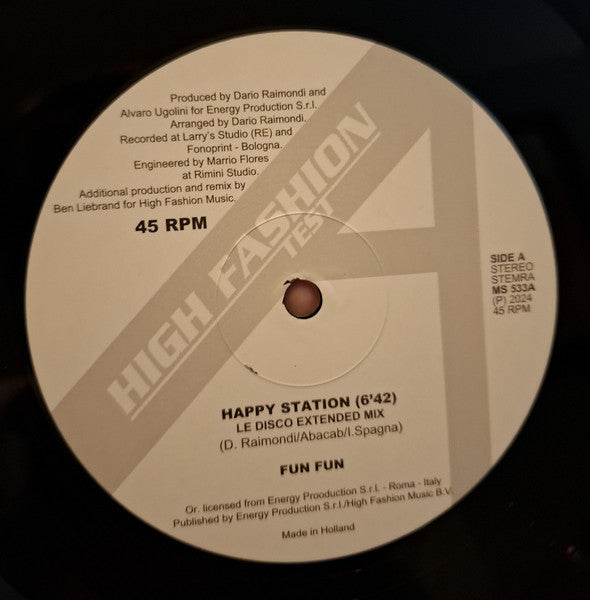 Produced by Dario Raimondi and
Alvaro Ugolini for Energy Production S.r.l.
Arranged by Dario Raimondi.
Recorded at Larry's Studio (RE) and
Fonoprint - Bologna.
Engineered by Marrio Flores
at Rimini Studio.
Additional production and remix by
Ben Liebrand for High Fashion Music.
45 RPM
HIGH FASHION
TEST
A
SIDE A
STEREO
STEMRA
MS 533A
(P) 2024
45 RPM
HAPPY STATION (6'42)
LE DISCO EXTENDED MIX
(D. Raimondi/Abacab/I.Spagna)
FUN FUN
Or. licensed from Energy Prooduction S.r.l. - Roma - Italy
Published by Energy Production S.r.l./High Fashion Music B.V.
Made in Holland